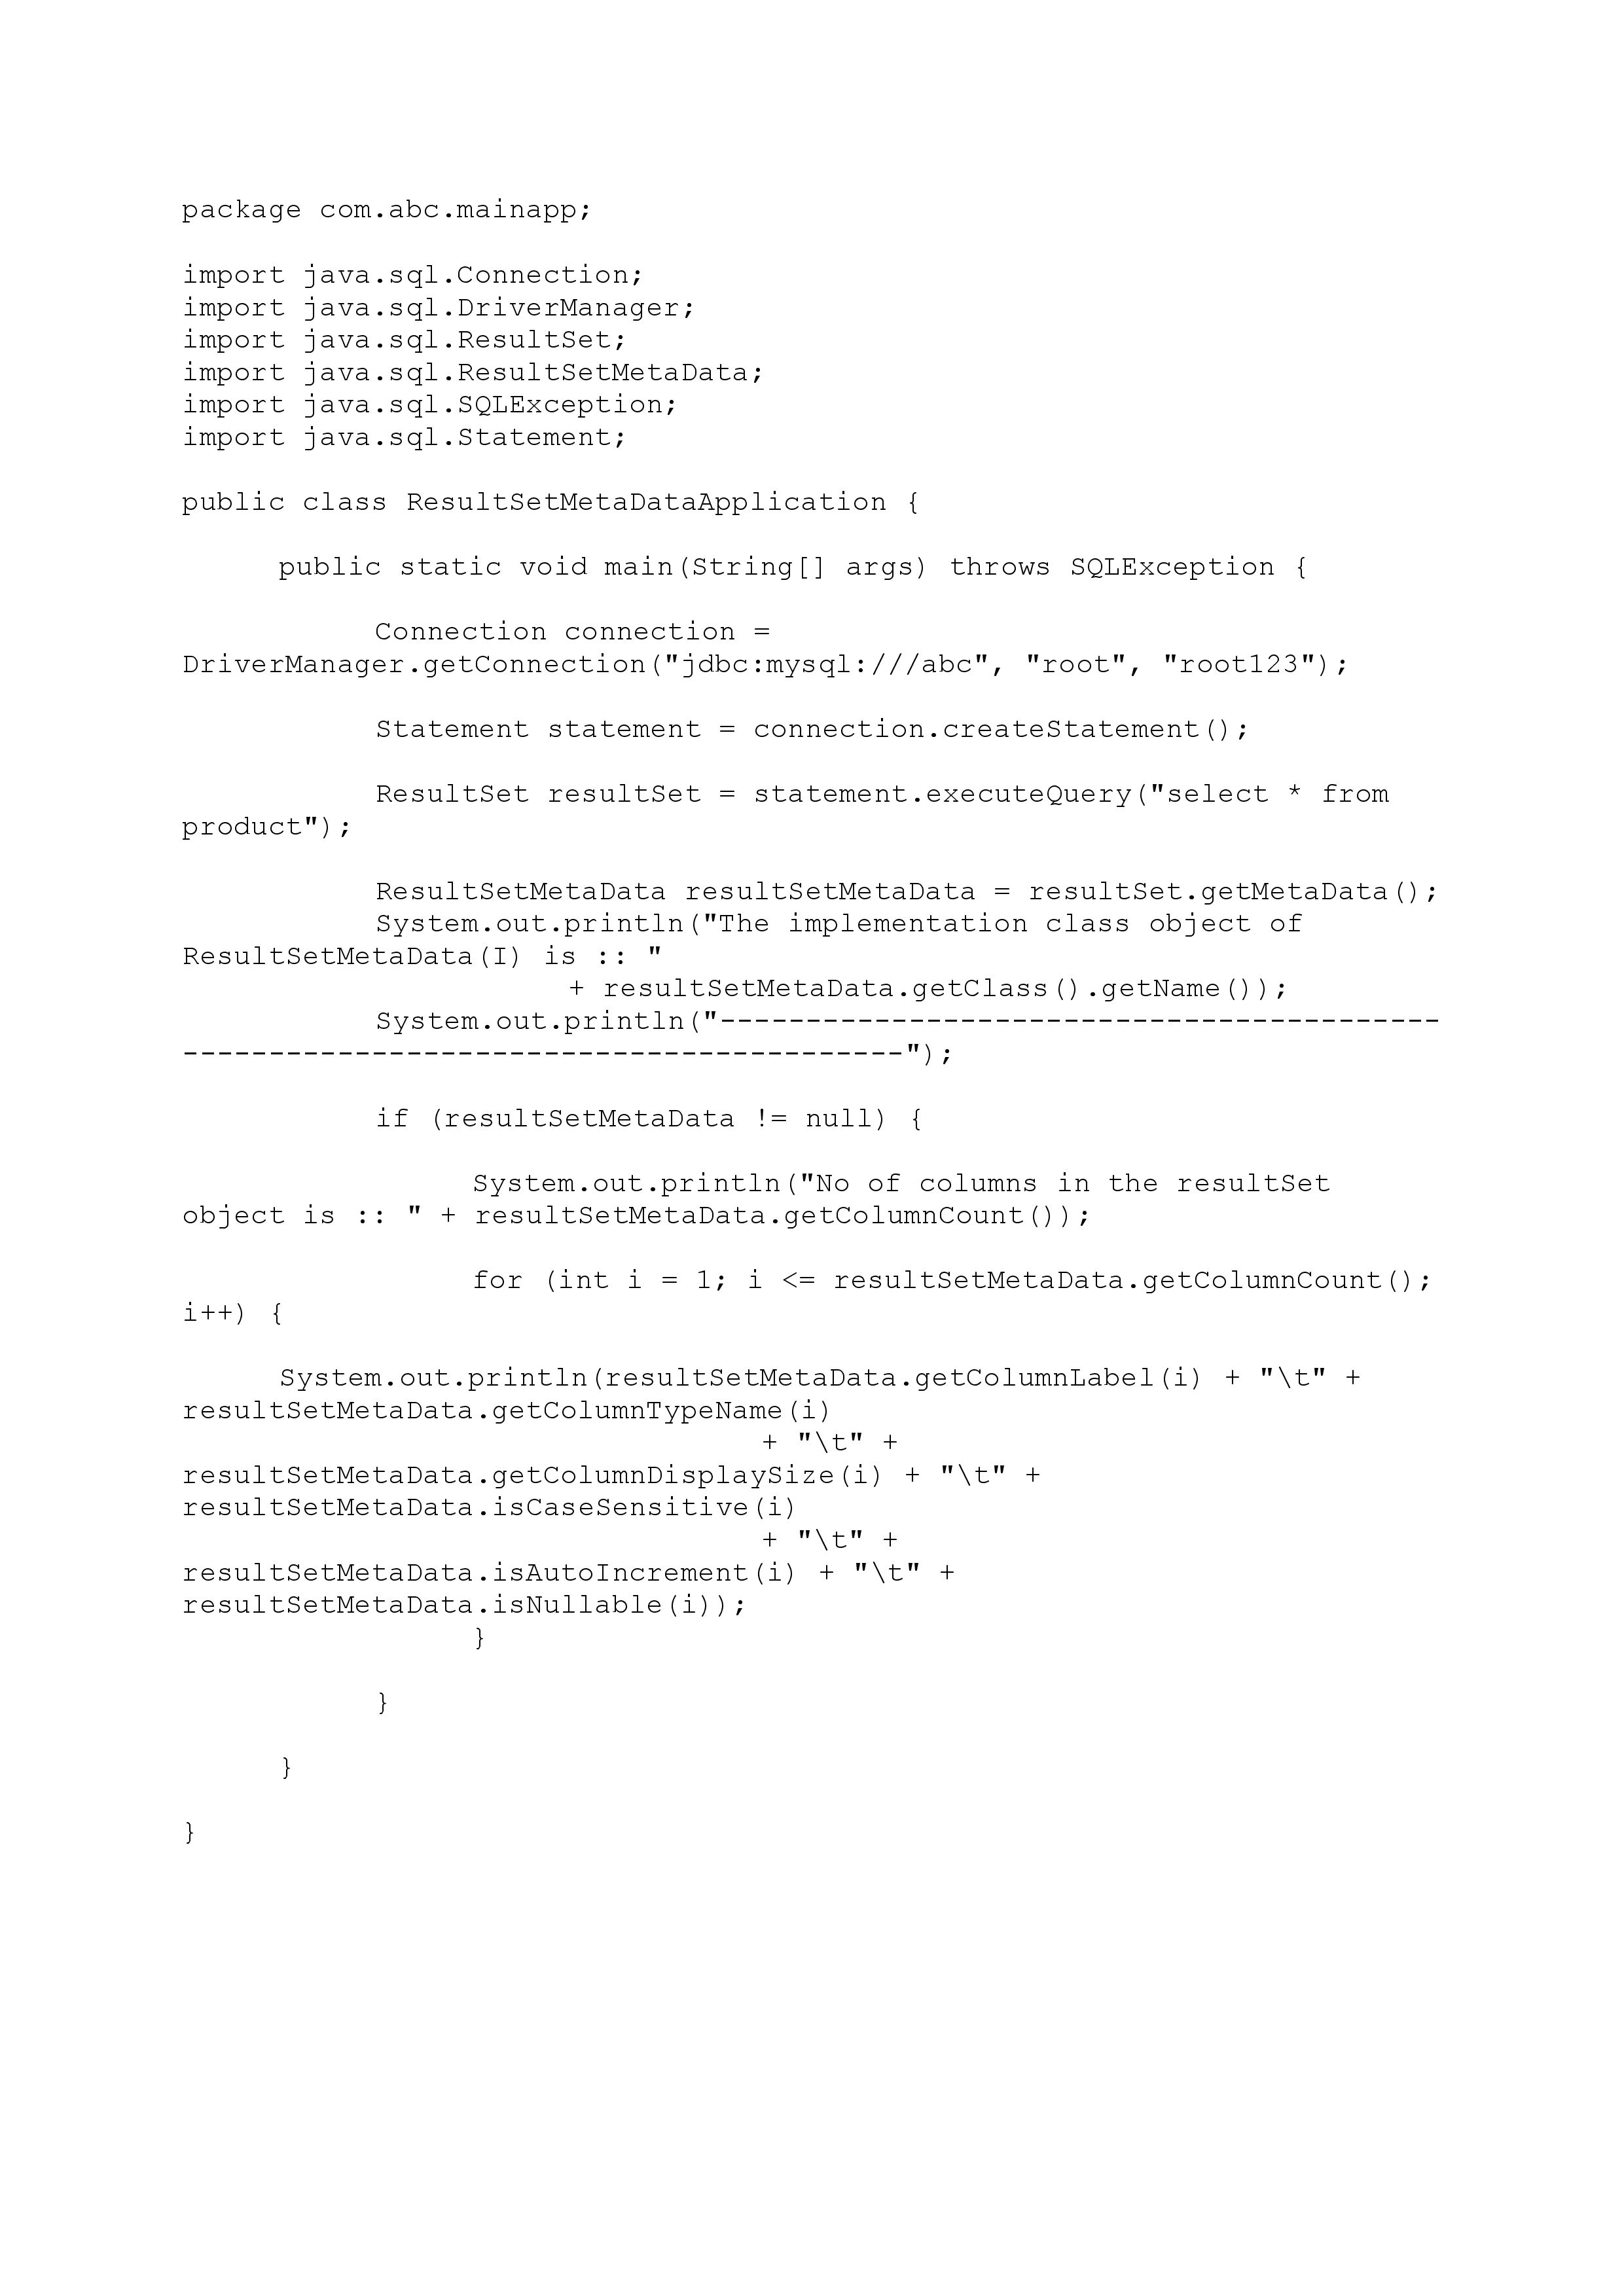 package com.abc.mainapp;
import java.sql.Connection;
import java.sql.DriverManager;
import java.sql.ResultSet;
import java.sql.ResultSetMetaData;
import java.sql.SQLException;
import java.sql.Statement;
public class ResultSetMetaDataApplication {
public static void main(String[] args) throws SQLException {
Connection connection =
DriverManager.getConnection("jdbc:mysql:///abc", "root", "root123");
Statement statement = connection.createStatement();
ResultSet resultSet = statement.executeQuery("select * from
product");
ResultSetMetaData resultSetMetaData = resultSet.getMetaData();
System.out.println("The implementation class object of
ResultSetMetaData(I) is :: "
+ resultSetMetaData.getClass().getName());
System.out.println("------------------------------------------
------------------------------------------");
if (resultSetMetaData != null) {
System.out.println("No of columns in the resultSet
object is :: " + resultSetMetaData.getColumnCount());
for (int i = 1; i <= resultSetMetaData.getColumnCount();
i++) {
System.out.println(resultSetMetaData.getColumnLabel(i) + "\t" +
resultSetMetaData.getColumnTypeName(i)
+ "\t" +
resultSetMetaData.getColumnDisplaySize(i) + "\t" +
resultSetMetaData.isCaseSensitive(i)
+ "\t" +
resultSetMetaData.isAutoIncrement(i) + "\t" +
resultSetMetaData.isNullable(i));
}
}
}
}